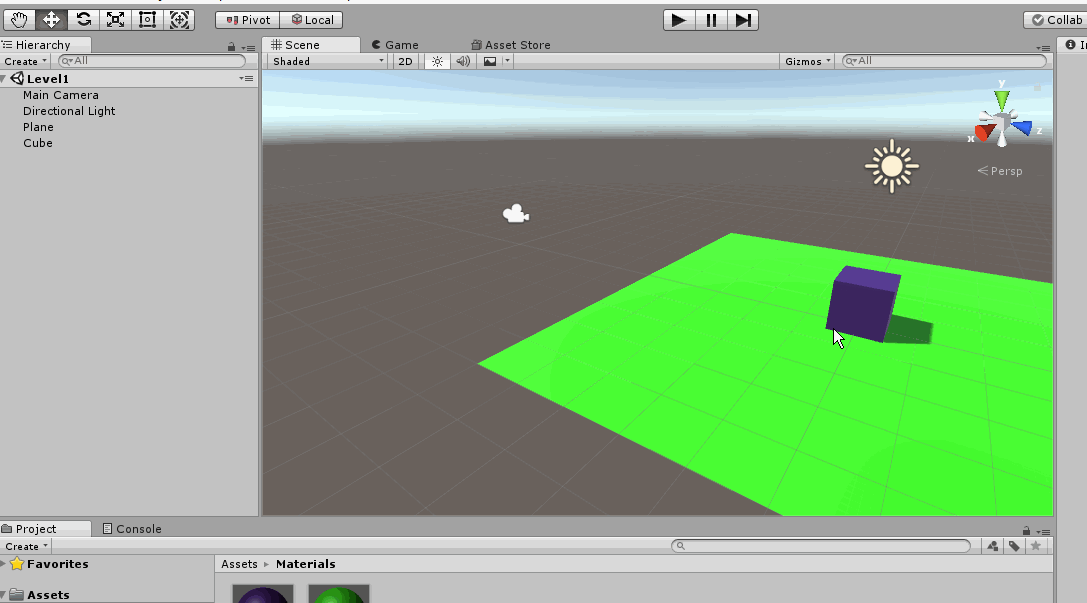 Pivot Local Collab
Hierarchy Scene Game Asset Store
Create All Shaded 2D Gizmos All
Level1
Main Camera
Directional Light
Plane
Cube
y
x z
Persp
Project Console
Create
Favorites Assets Materials
Assets